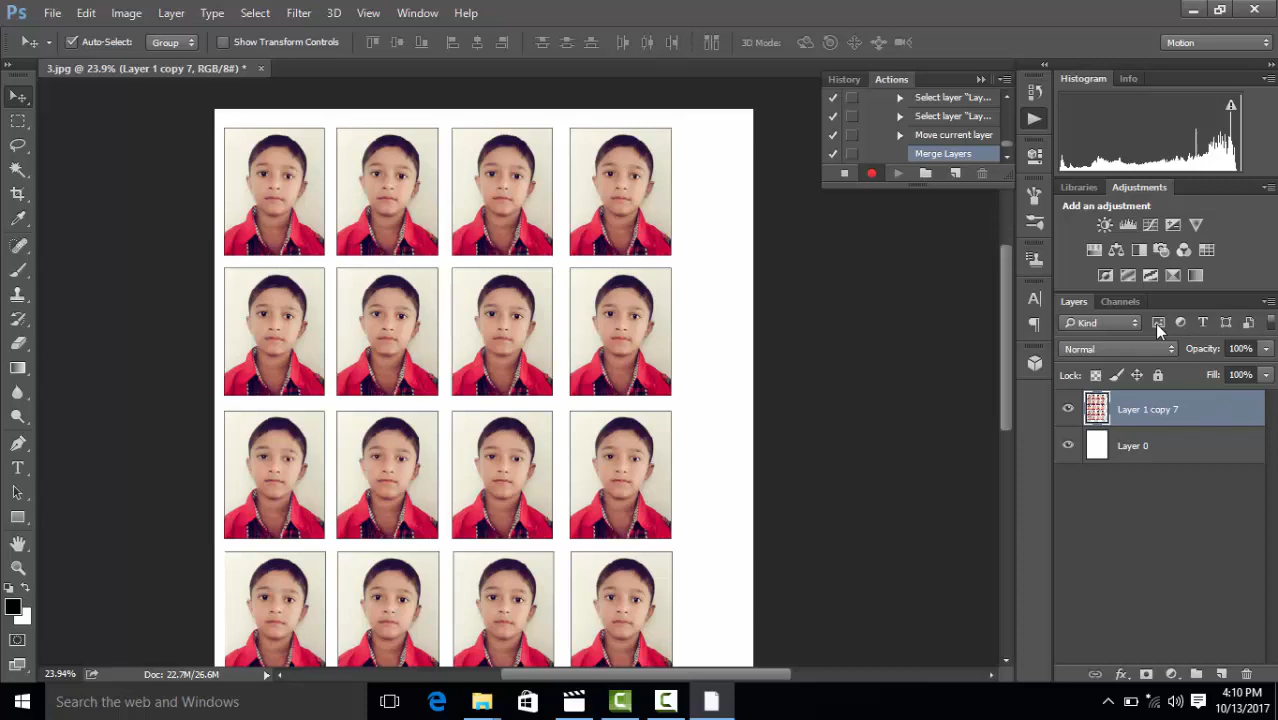 Ps File Edit Image Layer Type Select Filter 3D View Window Help
Auto-Select: Group Show Transform Controls 3D Mode: Motion
3.jpg @ 23.9% (Layer 1 copy 7, RGB/8#) *
History Actions
Select layer "Lay...
Select layer "Lay...
Move current layer
Merge Layers
Histogram Info
Libraries Adjustments
Add an adjustment
Layers Channels
Kind
Normal Opacity: 100%
Lock: Fill: 100%
Layer 1 copy 7
Layer 0
23.94% Doc: 22.7M/26.6M
Search the web and Windows
4:10 PM
10/13/2017